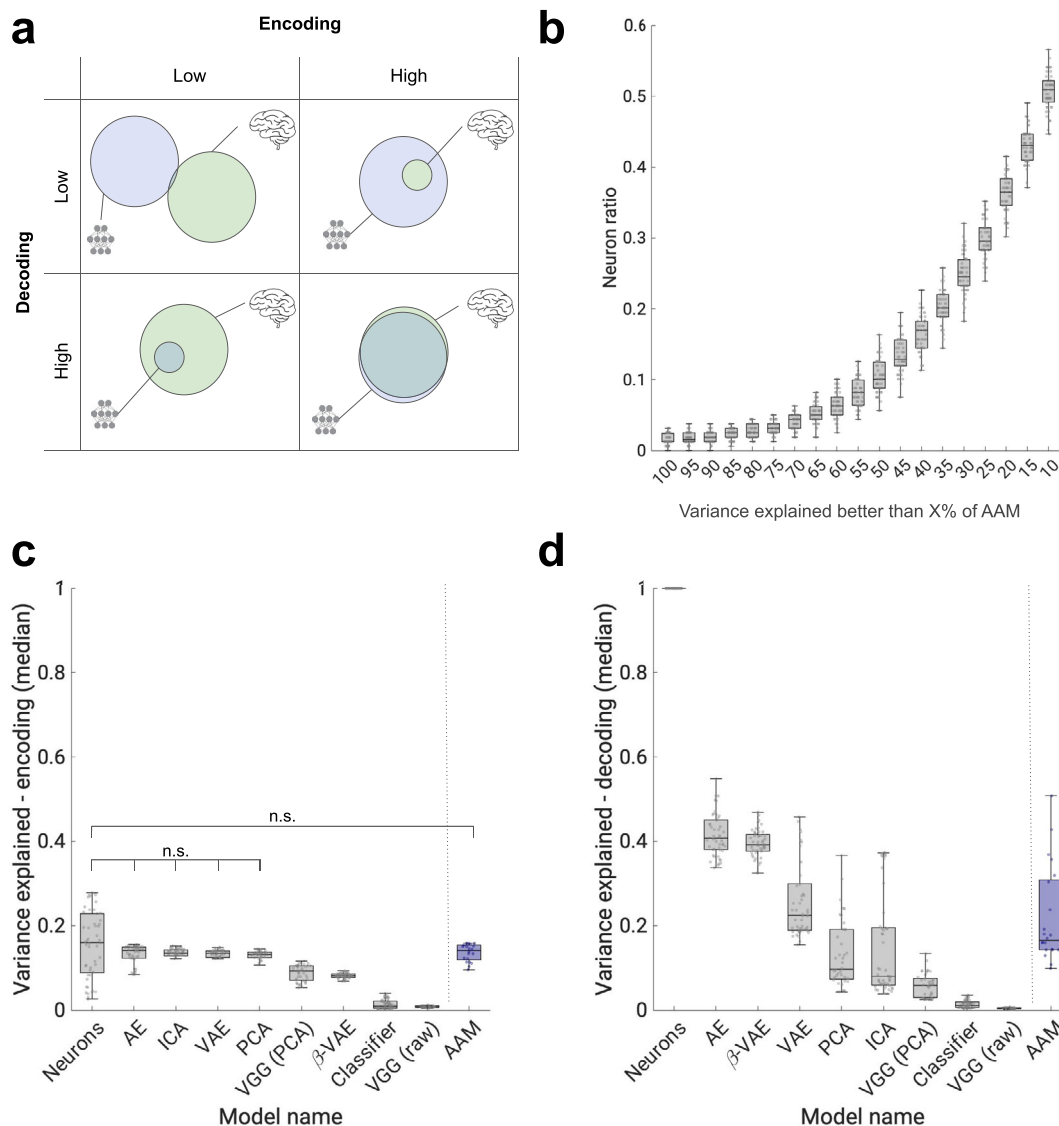 a
Encoding
Low
High
Decoding
Low
High
b
Neuron ratio
0.6
0.5
0.4
0.3
0.2
0.1
0
100
95
90
85
80
75
70
65
60
55
50
45
40
35
30
25
20
15
10
Variance explained better than X% of AAM
c
Variance explained - encoding (median)
1
0.8
0.6
0.4
0.2
0
n.s.
n.s.
Neurons
AE
ICA
VAE
PCA
VGG (PCA)
β-VAE
Classifier
VGG (raw)
AAM
Model name
d
Variance explained - decoding (median)
1
0.8
0.6
0.4
0.2
0
Neurons
AE
β-VAE
VAE
PCA
ICA
VGG (PCA)
Classifier
VGG (raw)
AAM
Model name